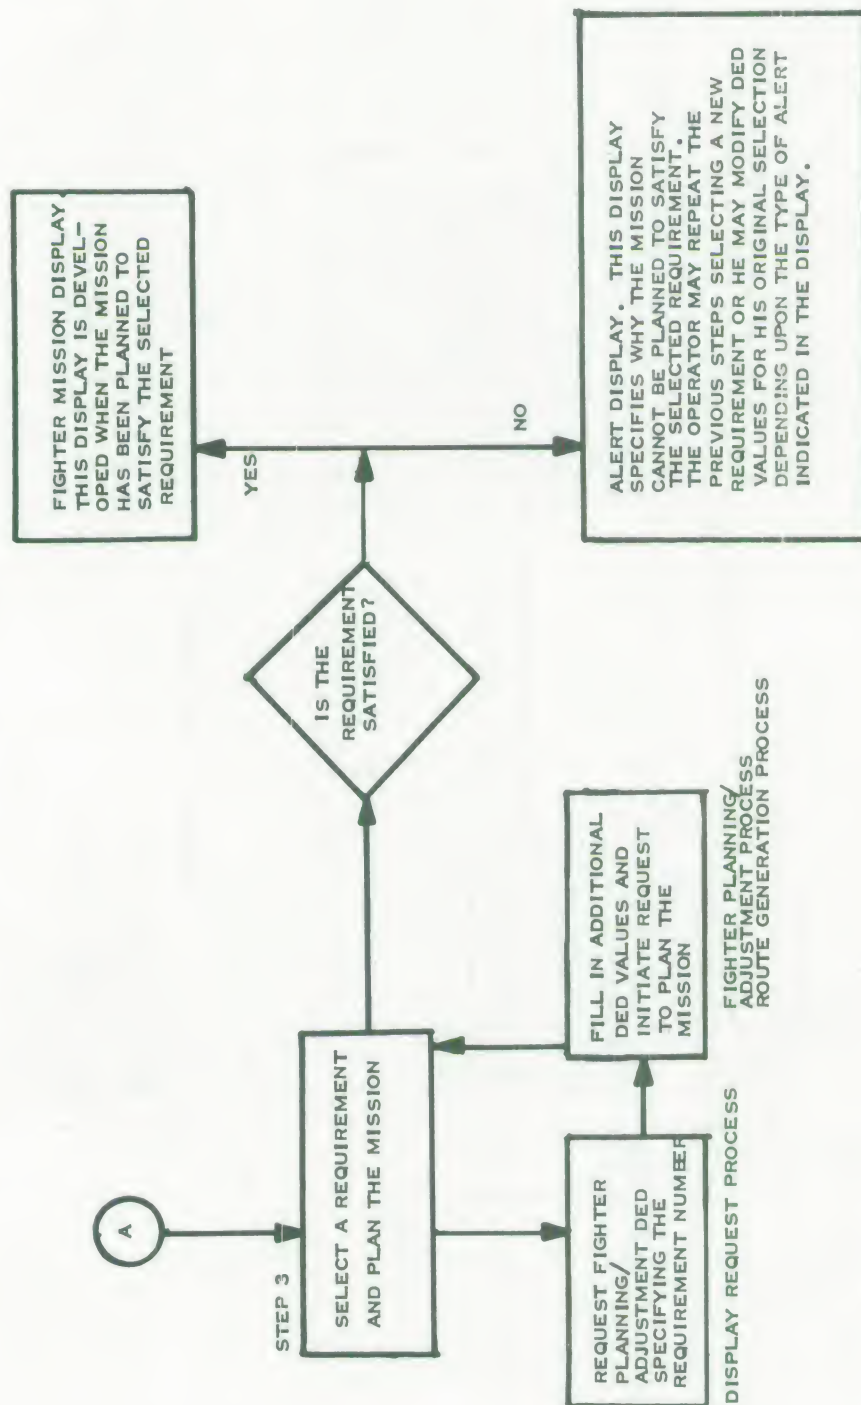 A
STEP 3
SELECT A REQUIREMENT
AND PLAN THE MISSION
REQUEST FIGHTER
PLANNING/
ADJUSTMENT DED
SPECIFYING THE
REQUIREMENT NUMBER
DISPLAY REQUEST PROCESS
FILL IN ADDITIONAL
DED VALUES AND
INITIATE REQUEST
TO PLAN THE
MISSION
FIGHTER PLANNING/
ADJUSTMENT PROCESS
ROUTE GENERATION PROCESS
IS THE
REQUIREMENT
SATISFIED?
YES
FIGHTER MISSION DISPLAY.
THIS DISPLAY IS DEVEL-
OPED WHEN THE MISSION
HAS BEEN PLANNED TO
SATISFY THE SELECTED
REQUIREMENT
NO
ALERT DISPLAY. THIS DISPLAY
SPECIFIES WHY THE MISSION
CANNOT BE PLANNED TO SATISFY
THE SELECTED REQUIREMENT.
THE OPERATOR MAY REPEAT THE
PREVIOUS STEPS SELECTING A NEW
REQUIREMENT OR HE MAY MODIFY DED
VALUES FOR HIS ORIGINAL SELECTION
DEPENDING UPON THE TYPE OF ALERT
INDICATED IN THE DISPLAY.